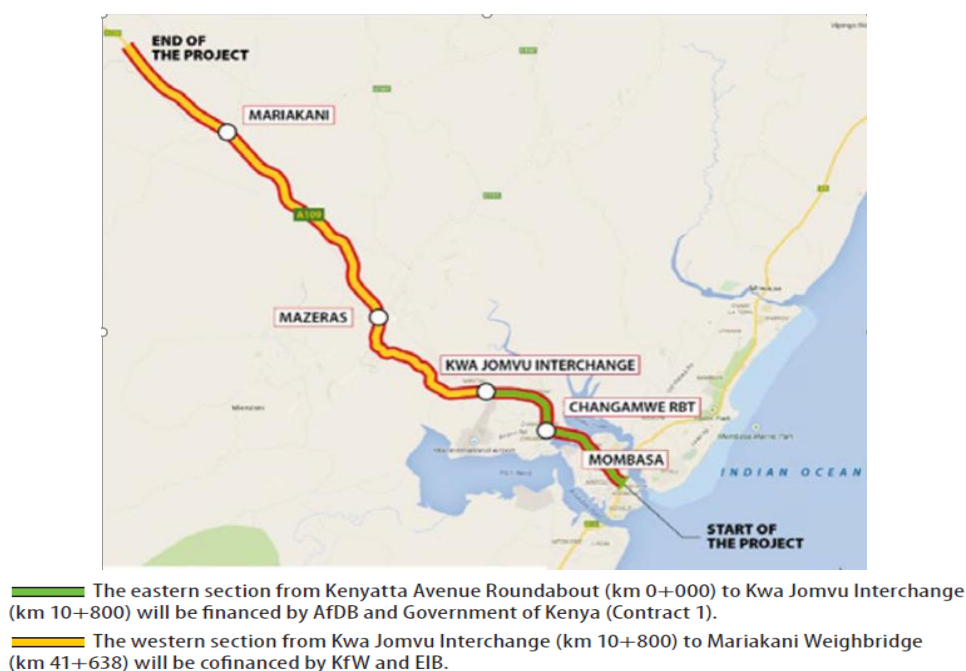 END OF
THE PROJECT
MARIAKANI
A109
MAZERAS
KWA JOMVU INTERCHANGE
CHANGAMWE RBT
MOMBASA
INDIAN OCEAN
START OF
THE PROJECT
The eastern section from Kenyatta Avenue Roundabout (km 0+000) to Kwa Jomvu Interchange
(km 10+800) will be financed by AfDB and Government of Kenya (Contract 1).
The western section from Kwa Jomvu Interchange (km 10+800) to Mariakani Weighbridge
(km 41+638) will be cofinanced by KfW and EIB.